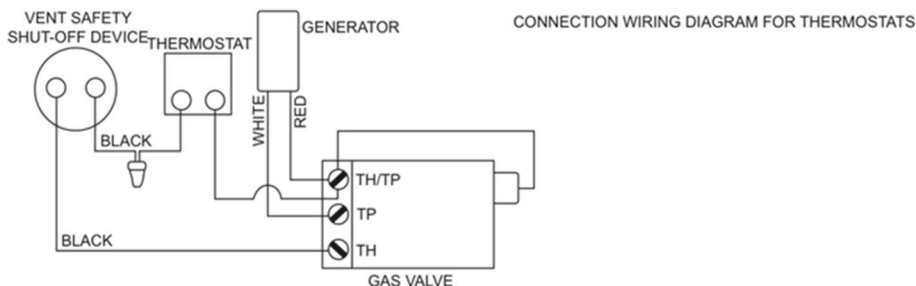 VENT SAFETY
SHUT-OFF DEVICE
THERMOSTAT
GENERATOR
CONNECTION WIRING DIAGRAM FOR THERMOSTATS
WHITE
RED
BLACK
TH/TP
TP
BLACK
TH
GAS VALVE